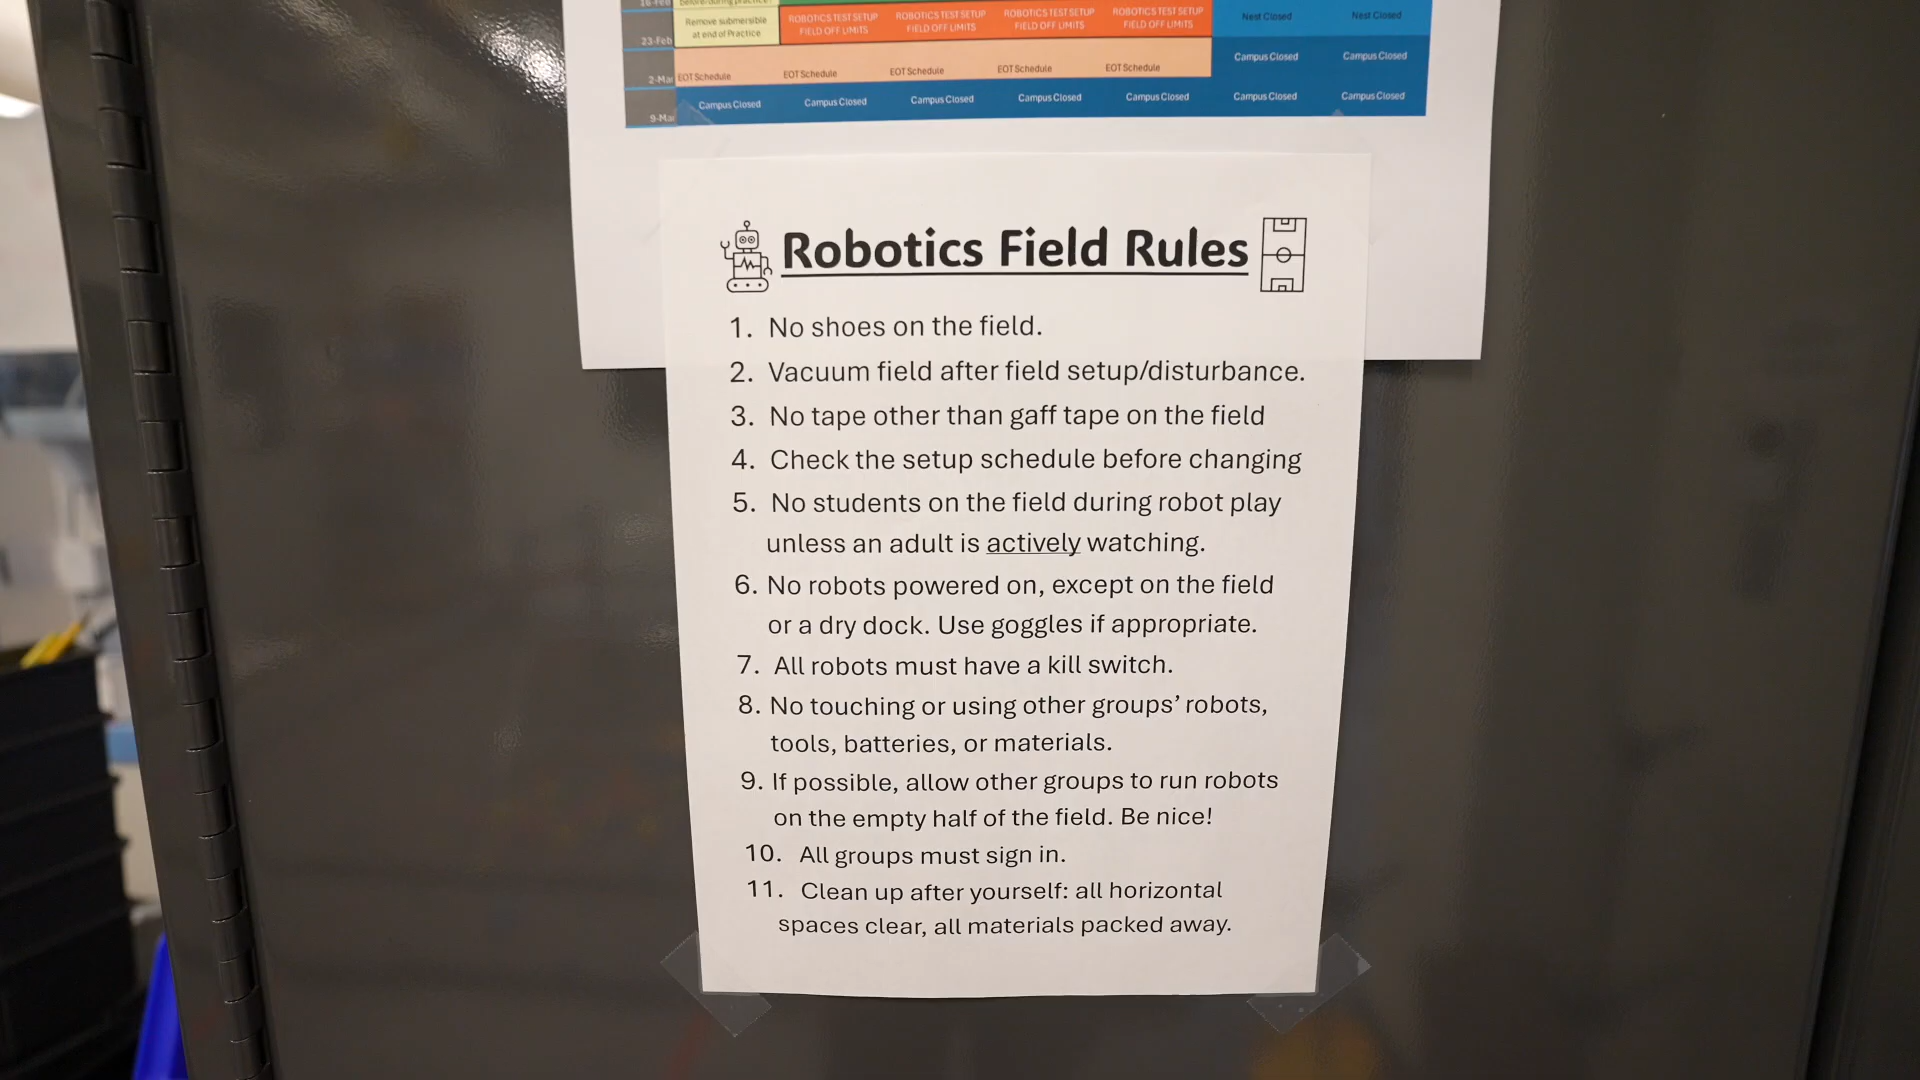 16-Feb before/during practice?
Remove submersible
at end of Practice
ROBOTICS TEST SETUP
FIELD OFF LIMITS
ROBOTICS TEST SETUP
FIELD OFF LIMITS
ROBOTICS TEST SETUP
FIELD OFF LIMITS
ROBOTICS TEST SETUP
FIELD OFF LIMITS
Nest Closed Nest Closed
23-Feb
EOT Schedule EOT Schedule EOT Schedule EOT Schedule EOT Schedule Campus Closed Campus Closed
2-Mar
Campus Closed Campus Closed Campus Closed Campus Closed Campus Closed Campus Closed Campus Closed
9-Mar
Robotics Field Rules
1. No shoes on the field.
2. Vacuum field after field setup/disturbance.
3. No tape other than gaff tape on the field
4. Check the setup schedule before changing
5. No students on the field during robot play
unless an adult is actively watching.
6. No robots powered on, except on the field
or a dry dock. Use goggles if appropriate.
7. All robots must have a kill switch.
8. No touching or using other groups’ robots,
tools, batteries, or materials.
9. If possible, allow other groups to run robots
on the empty half of the field. Be nice!
10. All groups must sign in.
11. Clean up after yourself: all horizontal
spaces clear, all materials packed away.